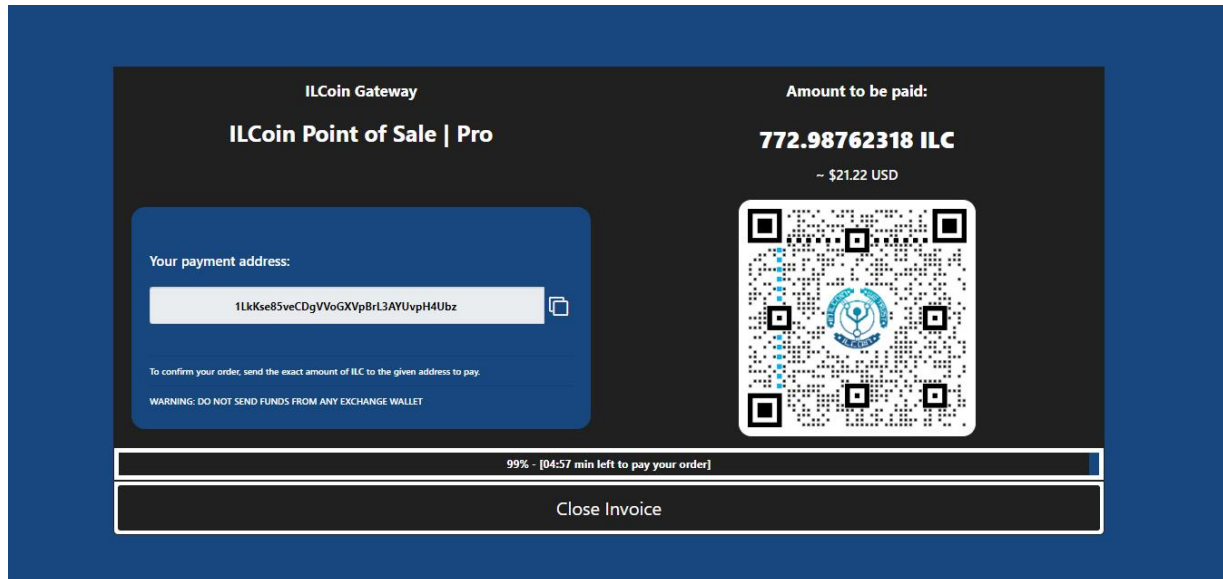 ILCoin Gateway
ILCoin Point of Sale | Pro
Your payment address:
1LkKse85veCDgVVoGXVpBrL3AYUvpH4Ubz
To confirm your order, send the exact amount of ILC to the given address to pay.
WARNING: DO NOT SEND FUNDS FROM ANY EXCHANGE WALLET
Amount to be paid:
772.98762318 ILC
~ $21.22 USD
99% - [04:57 min left to pay your order]
Close Invoice